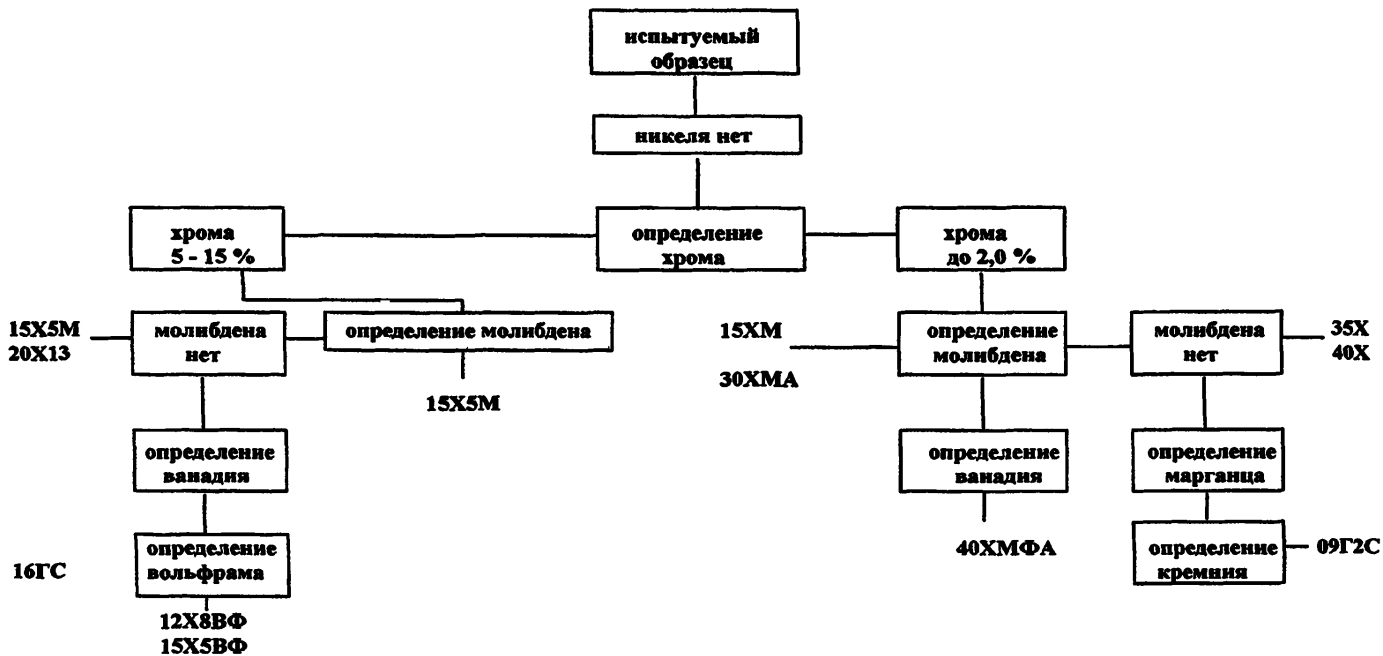 испытуемый
образец
никеля нет
хрома
5 - 15 %
определение
хрома
хрома
до 2,0 %
15Х5М
20Х13
молибдена
нет
определение молибдена
15Х5М
15ХМ
30ХМА
определение
молибдена
молибдена
нет
35Х
40Х
определение
ванадия
определение
ванадия
определение
марганца
16ГС
определение
вольфрама
12Х8ВФ
15Х5ВФ
40ХМФА
определение
кремния
09Г2С